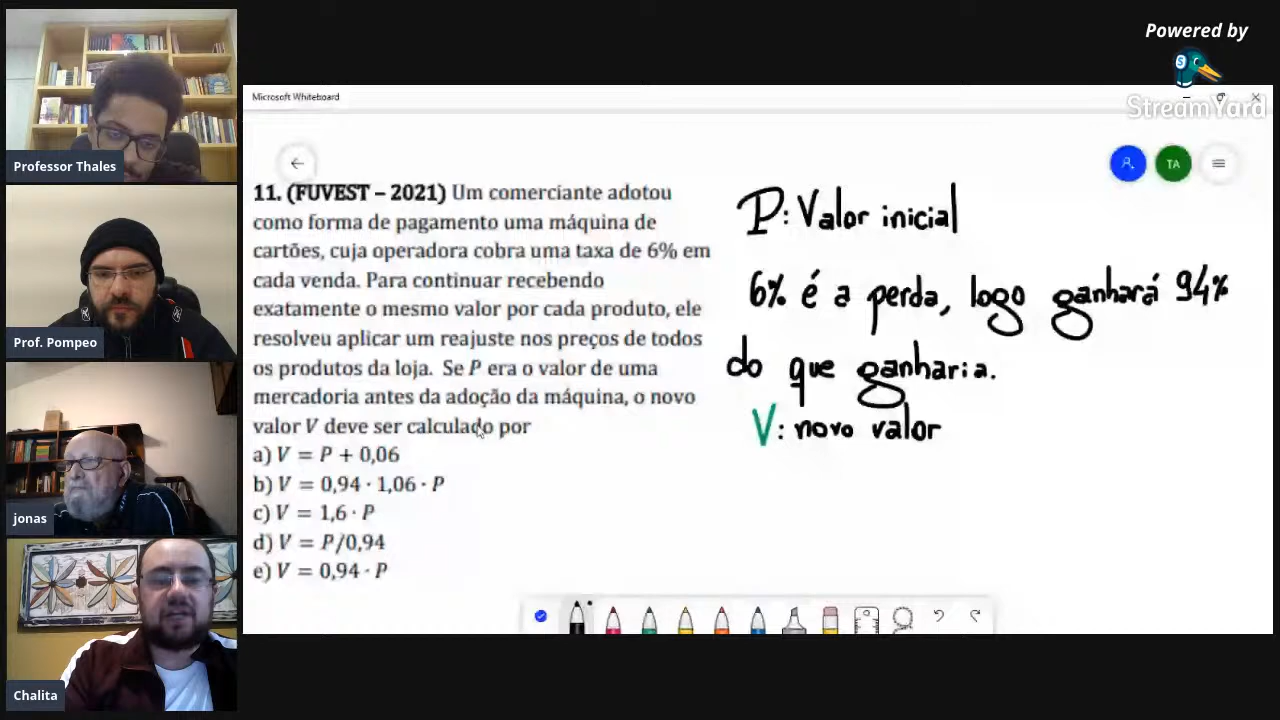 Professor Thales
Prof. Pompeo
jonas
Chalita
Powered by
S
StreamYard
Microsoft Whiteboard
TA
11. (FUVEST – 2021) Um comerciante adotou
como forma de pagamento uma máquina de
cartões, cuja operadora cobra uma taxa de 6% em
cada venda. Para continuar recebendo
exatamente o mesmo valor por cada produto, ele
resolveu aplicar um reajuste nos preços de todos
os produtos da loja. Se P era o valor de uma
mercadoria antes da adoção da máquina, o novo
valor V deve ser calculado por
a) V = P + 0,06
b) V = 0,94 · 1,06 · P
c) V = 1,6 · P
d) V = P/0,94
e) V = 0,94 · P
P: Valor inicial
6% é a perda, logo ganhará 94%
do que ganharia.
V: novo valor